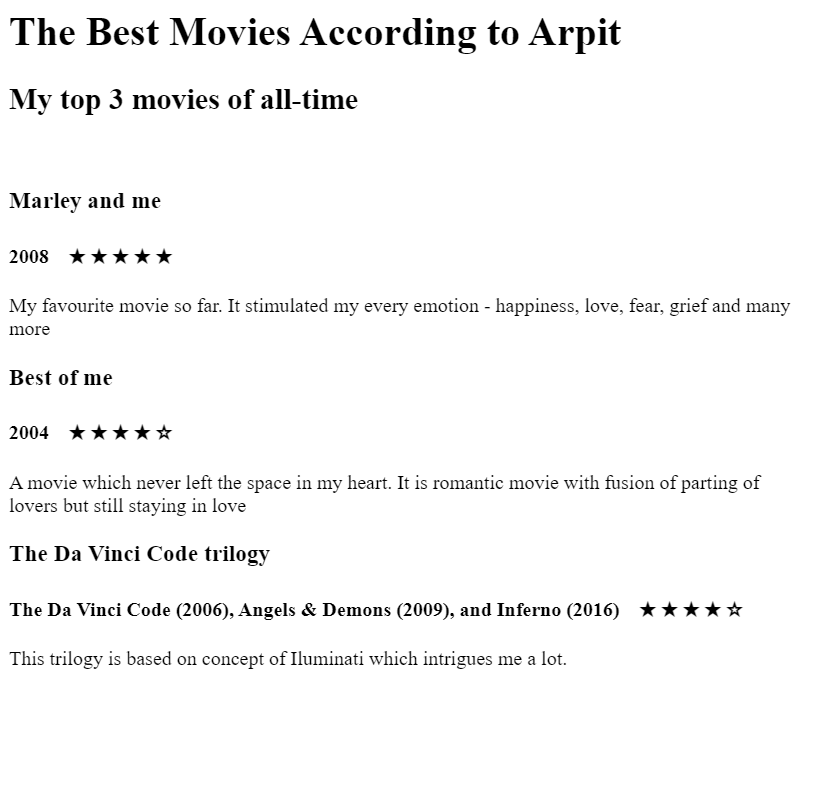 The Best Movies According to Arpit
My top 3 movies of all-time
Marley and me
2008 ★ ★ ★ ★ ★
My favourite movie so far. It stimulated my every emotion - happiness, love, fear, grief and many
more
Best of me
2004 ★ ★ ★ ★ ☆
A movie which never left the space in my heart. It is romantic movie with fusion of parting of
lovers but still staying in love
The Da Vinci Code trilogy
The Da Vinci Code (2006), Angels & Demons (2009), and Inferno (2016) ★ ★ ★ ★ ☆
This trilogy is based on concept of Iluminati which intrigues me a lot.